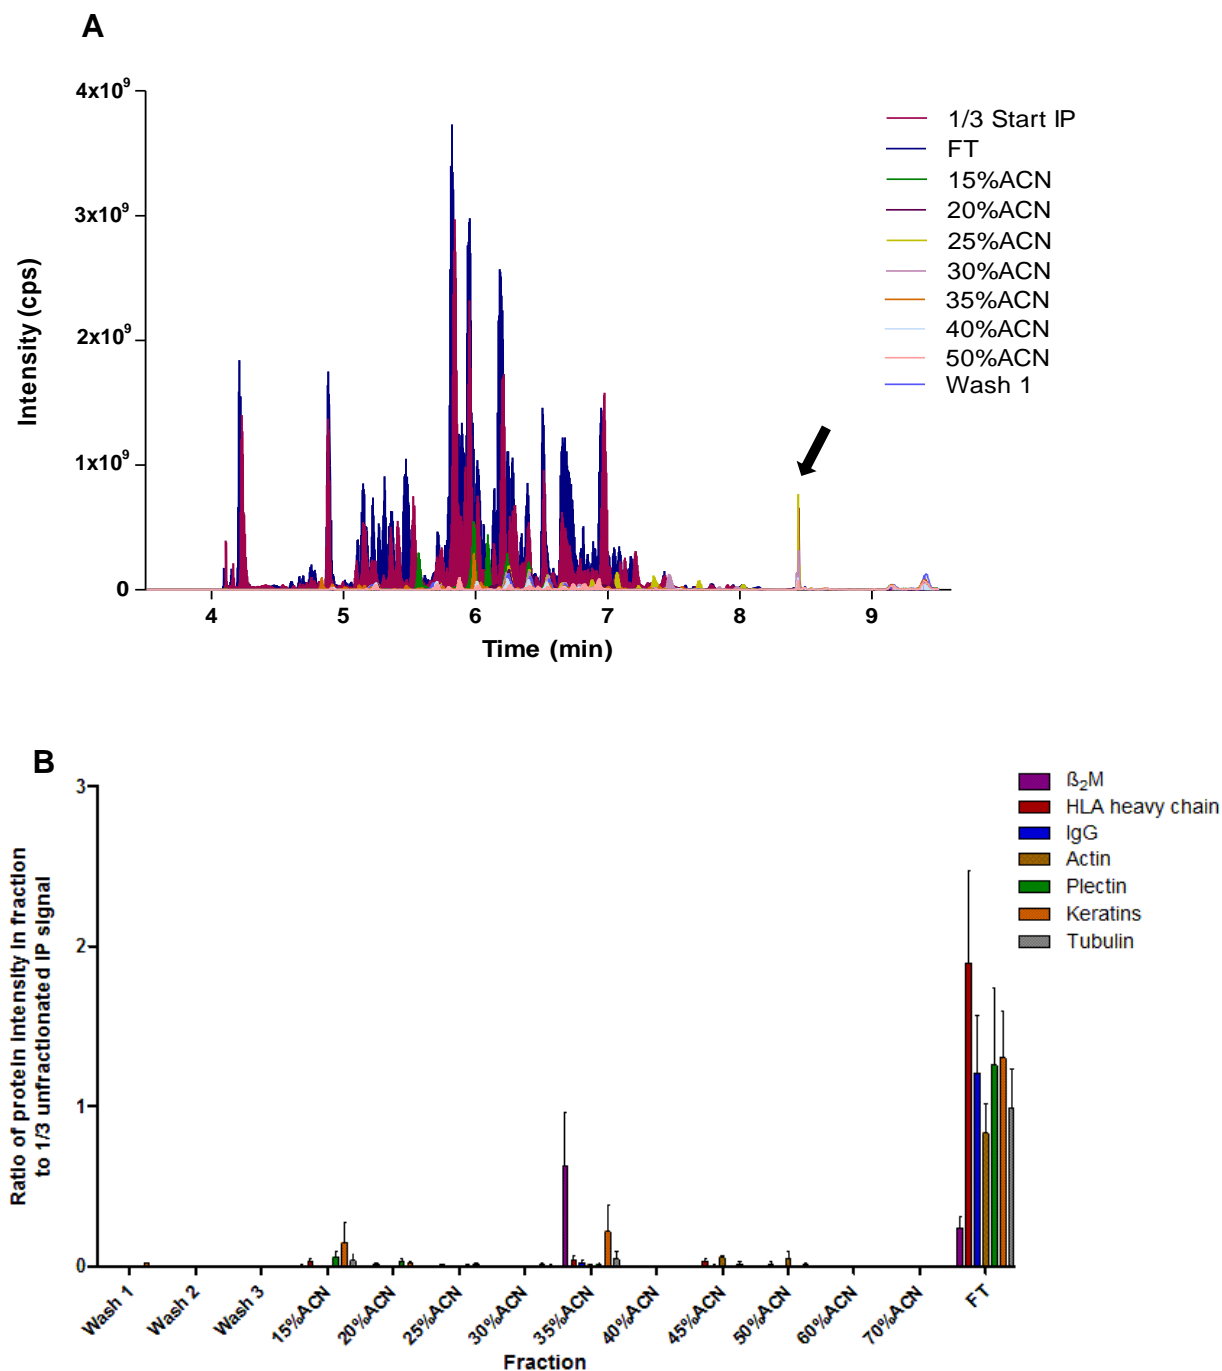 A
4x10⁹
3x10⁹
2x10⁹
1x10⁹
0
Intensity (cps)
4 5 6 7 8 9
Time (min)
1/3 Start IP
FT
15%ACN
20%ACN
25%ACN
30%ACN
35%ACN
40%ACN
50%ACN
Wash 1
B
3
2
1
0
Ratio of protein intensity in fraction
to 1/3 unfractionated IP signal
Wash 1 Wash 2 Wash 3 15%ACN 20%ACN 25%ACN 30%ACN 35%ACN 40%ACN 45%ACN 50%ACN 60%ACN 70%ACN FT
Fraction
ß₂M
HLA heavy chain
IgG
Actin
Plectin
Keratins
Tubulin